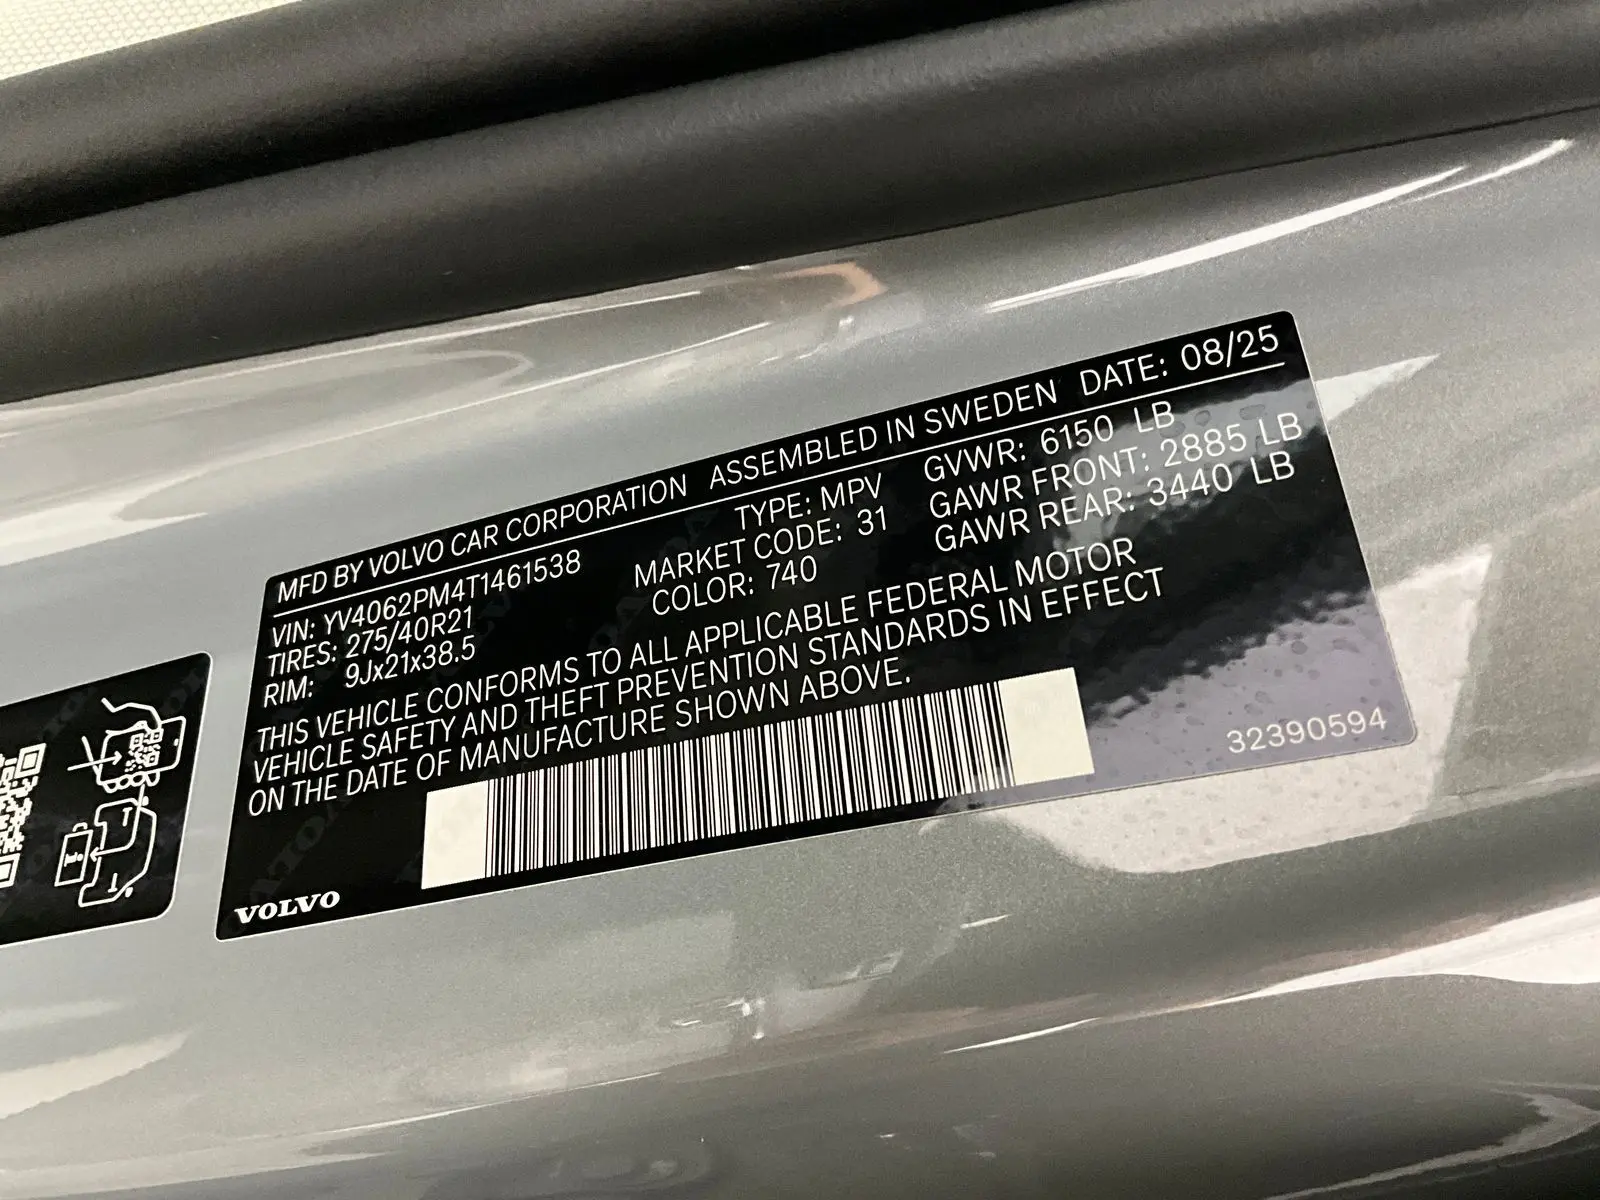 MFD BY VOLVO CAR CORPORATION ASSEMBLED IN SWEDEN DATE: 08/25
VIN: YV4062PM4T1461538 TYPE: MPV GVWR: 6150 LB
TIRES: 275/40R21 MARKET CODE: 31 GAWR FRONT: 2885 LB
RIM: 9Jx21x38.5 COLOR: 740 GAWR REAR: 3440 LB
THIS VEHICLE CONFORMS TO ALL APPLICABLE FEDERAL MOTOR
VEHICLE SAFETY AND THEFT PREVENTION STANDARDS IN EFFECT
ON THE DATE OF MANUFACTURE SHOWN ABOVE.
32390594
VOLVO